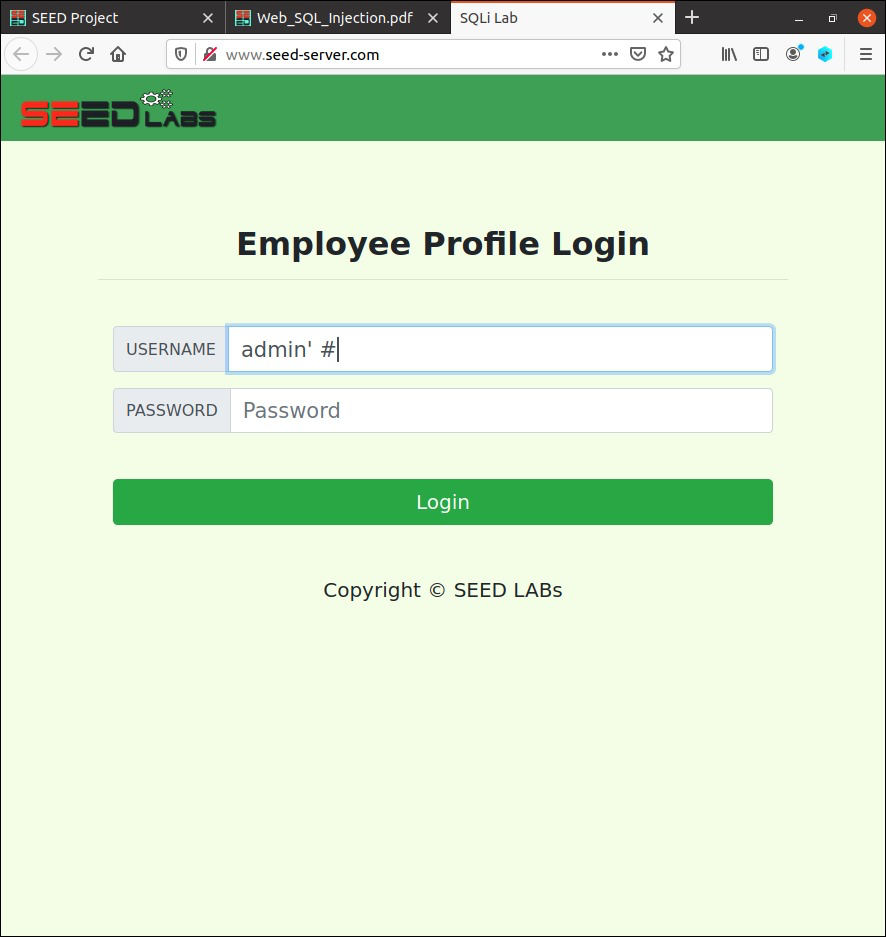 SEED Project
Web_SQL_Injection.pdf
SQLi Lab
www.seed-server.com
SEED LABS
Employee Profile Login
USERNAME
admin' #
PASSWORD
Password
Login
Copyright © SEED LABs